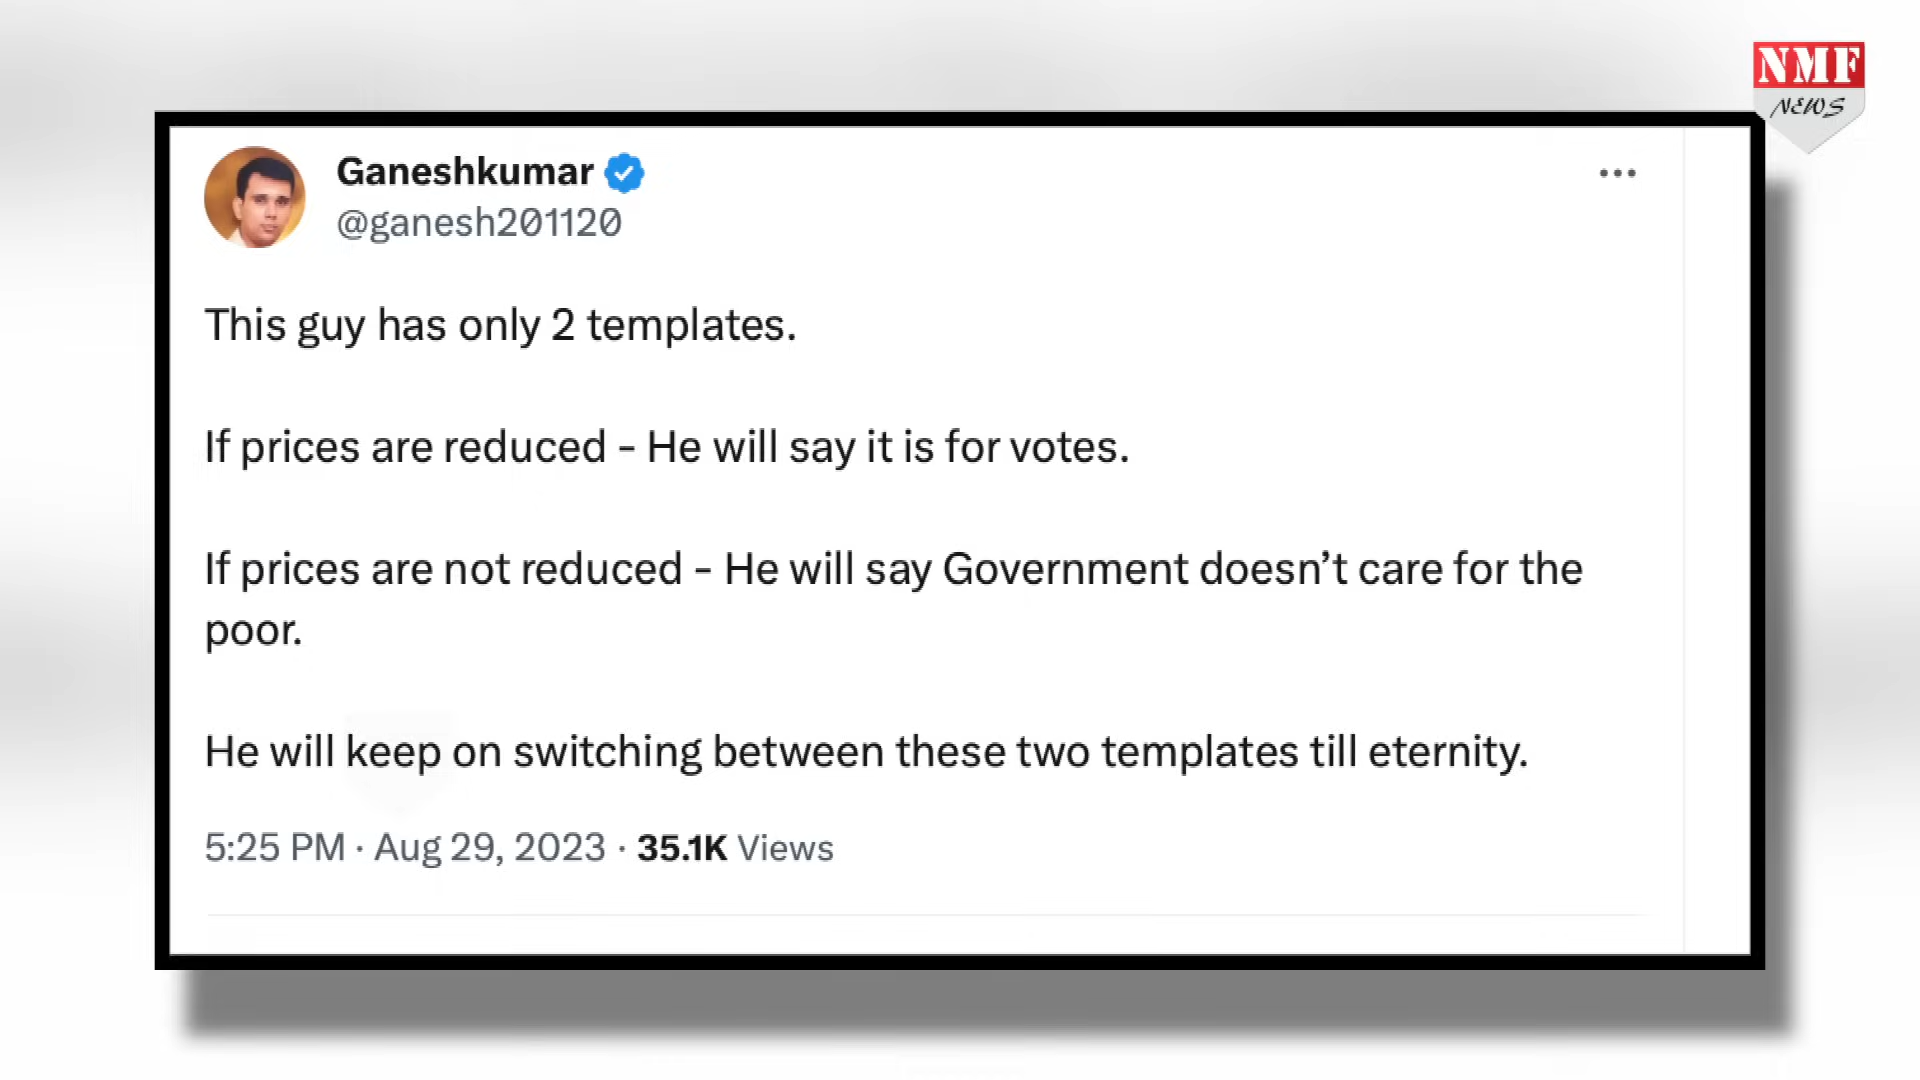 NMF
NEWS
Ganeshkumar
@ganesh201120
This guy has only 2 templates.
If prices are reduced - He will say it is for votes.
If prices are not reduced - He will say Government doesn’t care for the
poor.
He will keep on switching between these two templates till eternity.
5:25 PM · Aug 29, 2023 · 35.1K Views